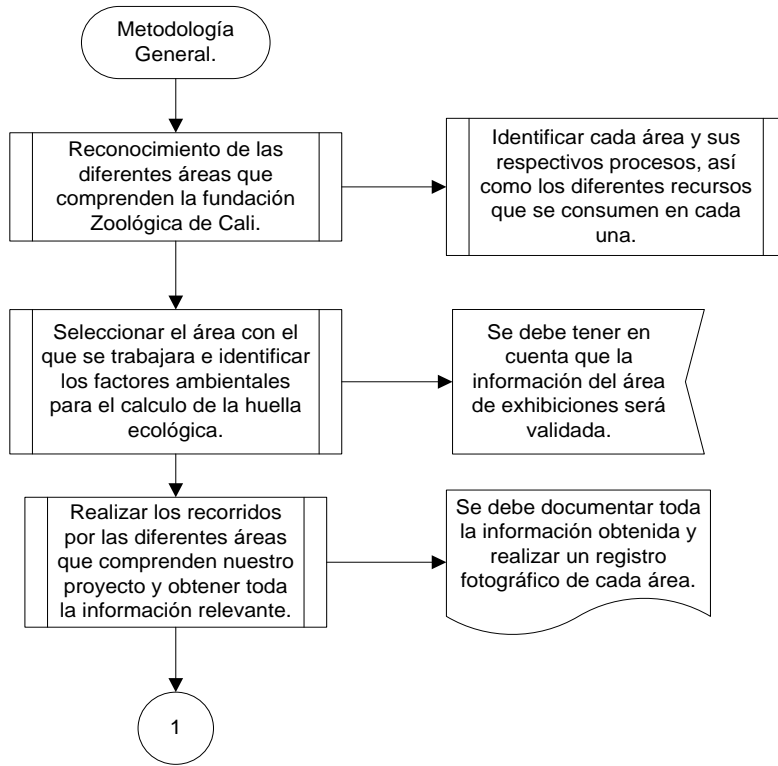 Metodología
General.
Reconocimiento de las
diferentes áreas que
comprenden la fundación
Zoológica de Cali.
Identificar cada área y sus
respectivos procesos, así
como los diferentes recursos
que se consumen en cada
una.
Seleccionar el área con el
que se trabajara e identificar
los factores ambientales
para el calculo de la huella
ecológica.
Se debe tener en
cuenta que la
información del área
de exhibiciones será
validada.
Realizar los recorridos
por las diferentes áreas
que comprenden nuestro
proyecto y obtener toda
la información relevante.
Se debe documentar toda
la información obtenida y
realizar un registro
fotográfico de cada área.
1